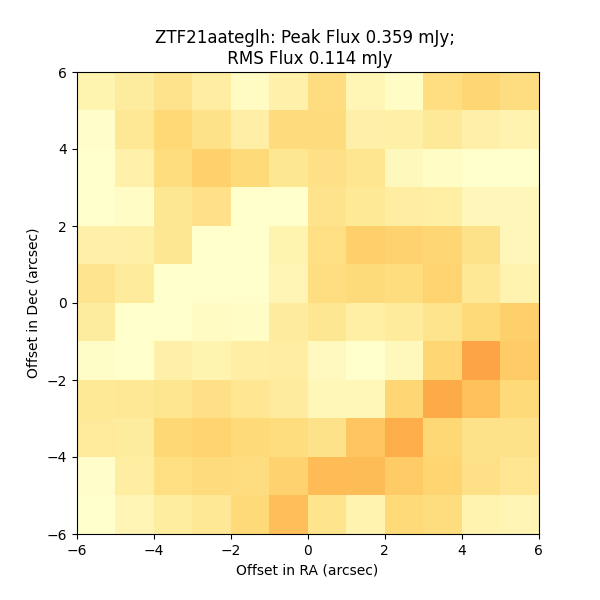 ZTF21aateglh: Peak Flux 0.359 mJy;
RMS Flux 0.114 mJy
6
4
2
0
−2
−4
−6
Offset in Dec (arcsec)
−6 −4 −2 0 2 4 6
Offset in RA (arcsec)